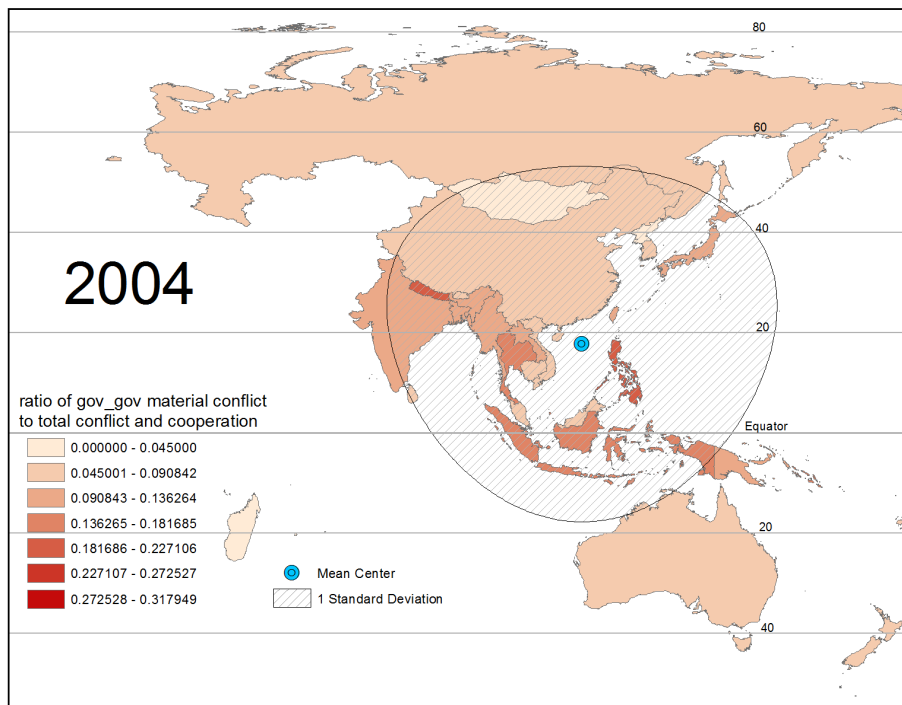 80
60
40
2004
20
ratio of gov_gov material conflict
to total conflict and cooperation
Equator
0.000000 - 0.045000
0.045001 - 0.090842
0.090843 - 0.136264
0.136265 - 0.181685
0.181686 - 0.227106
0.227107 - 0.272527
0.272528 - 0.317949
20
Mean Center
1 Standard Deviation
40